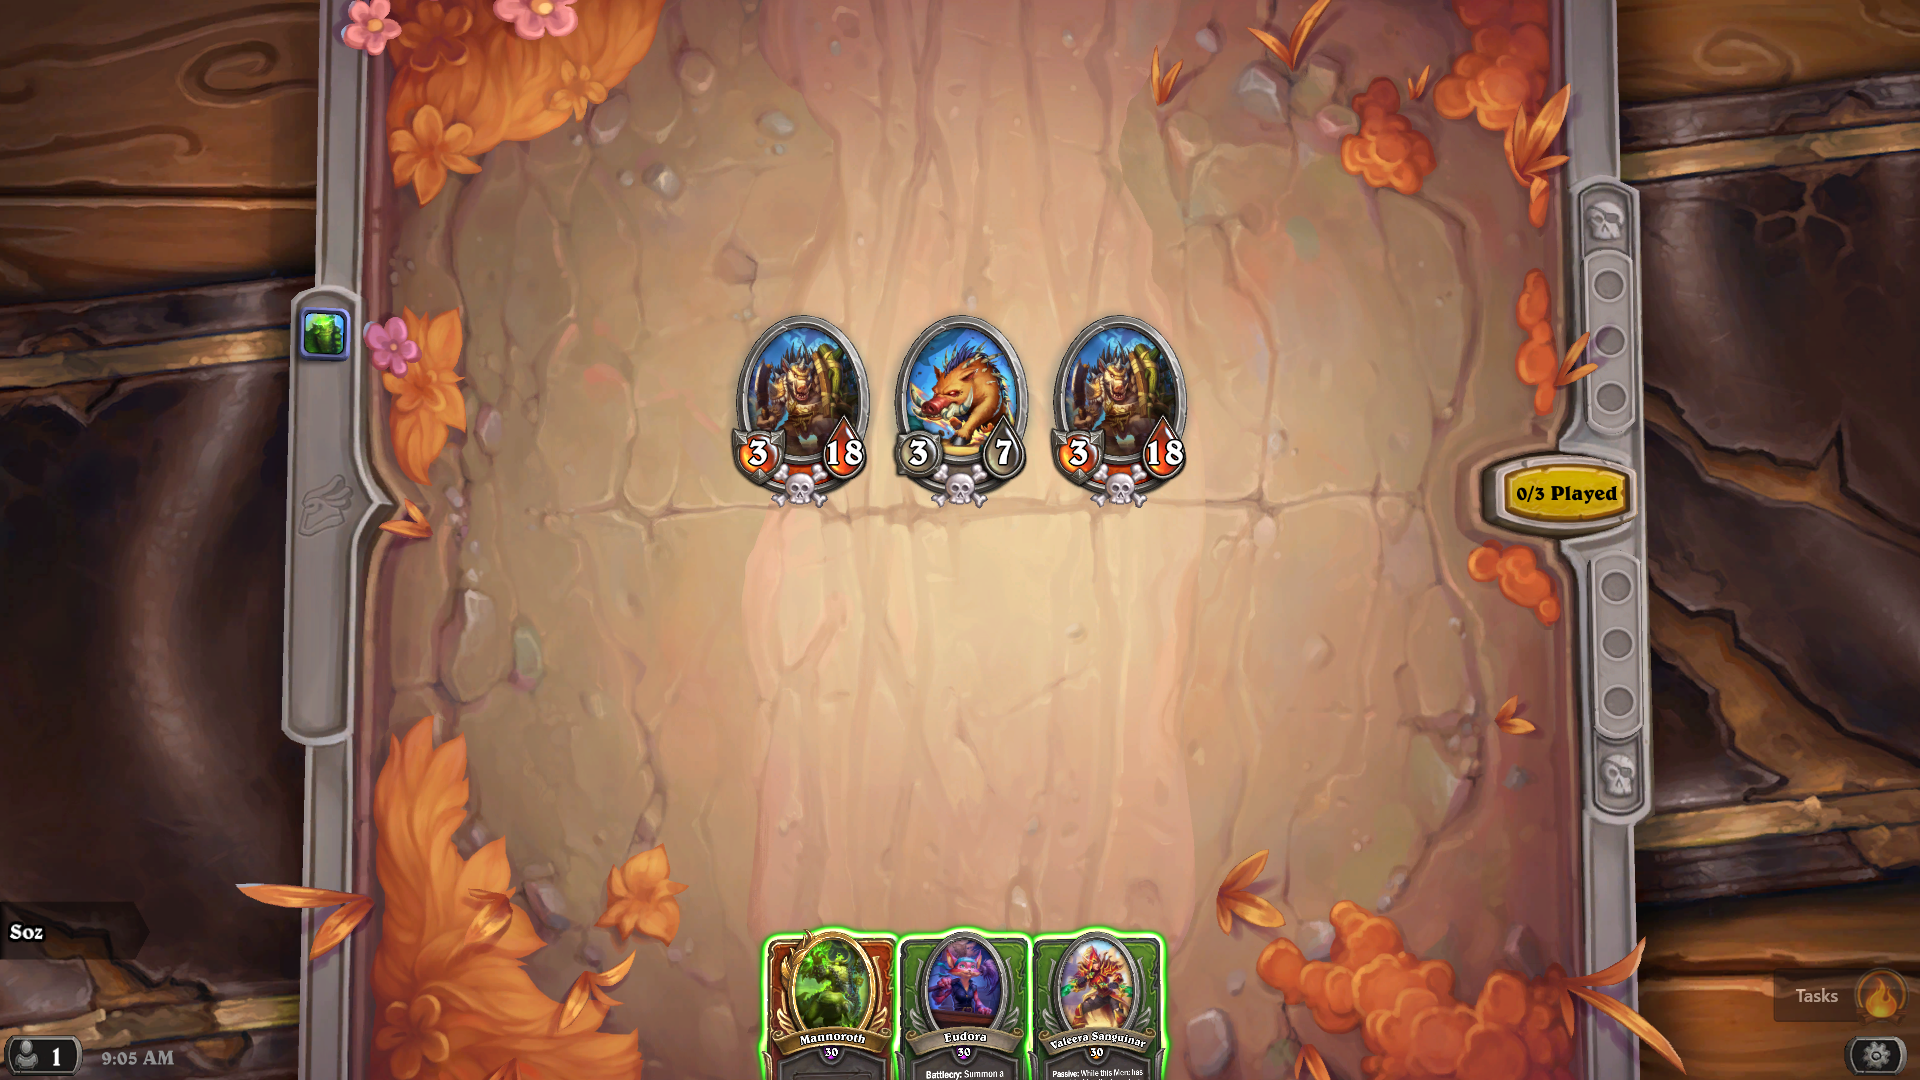 3 18
3 7
3 18
0/3 Played
Soz
Tasks
Mannoroth
30
Eudora
30
Battlecry: Summon a
Valeera Sanguinar
30
Passive: While this Merc has
1
9:05 AM